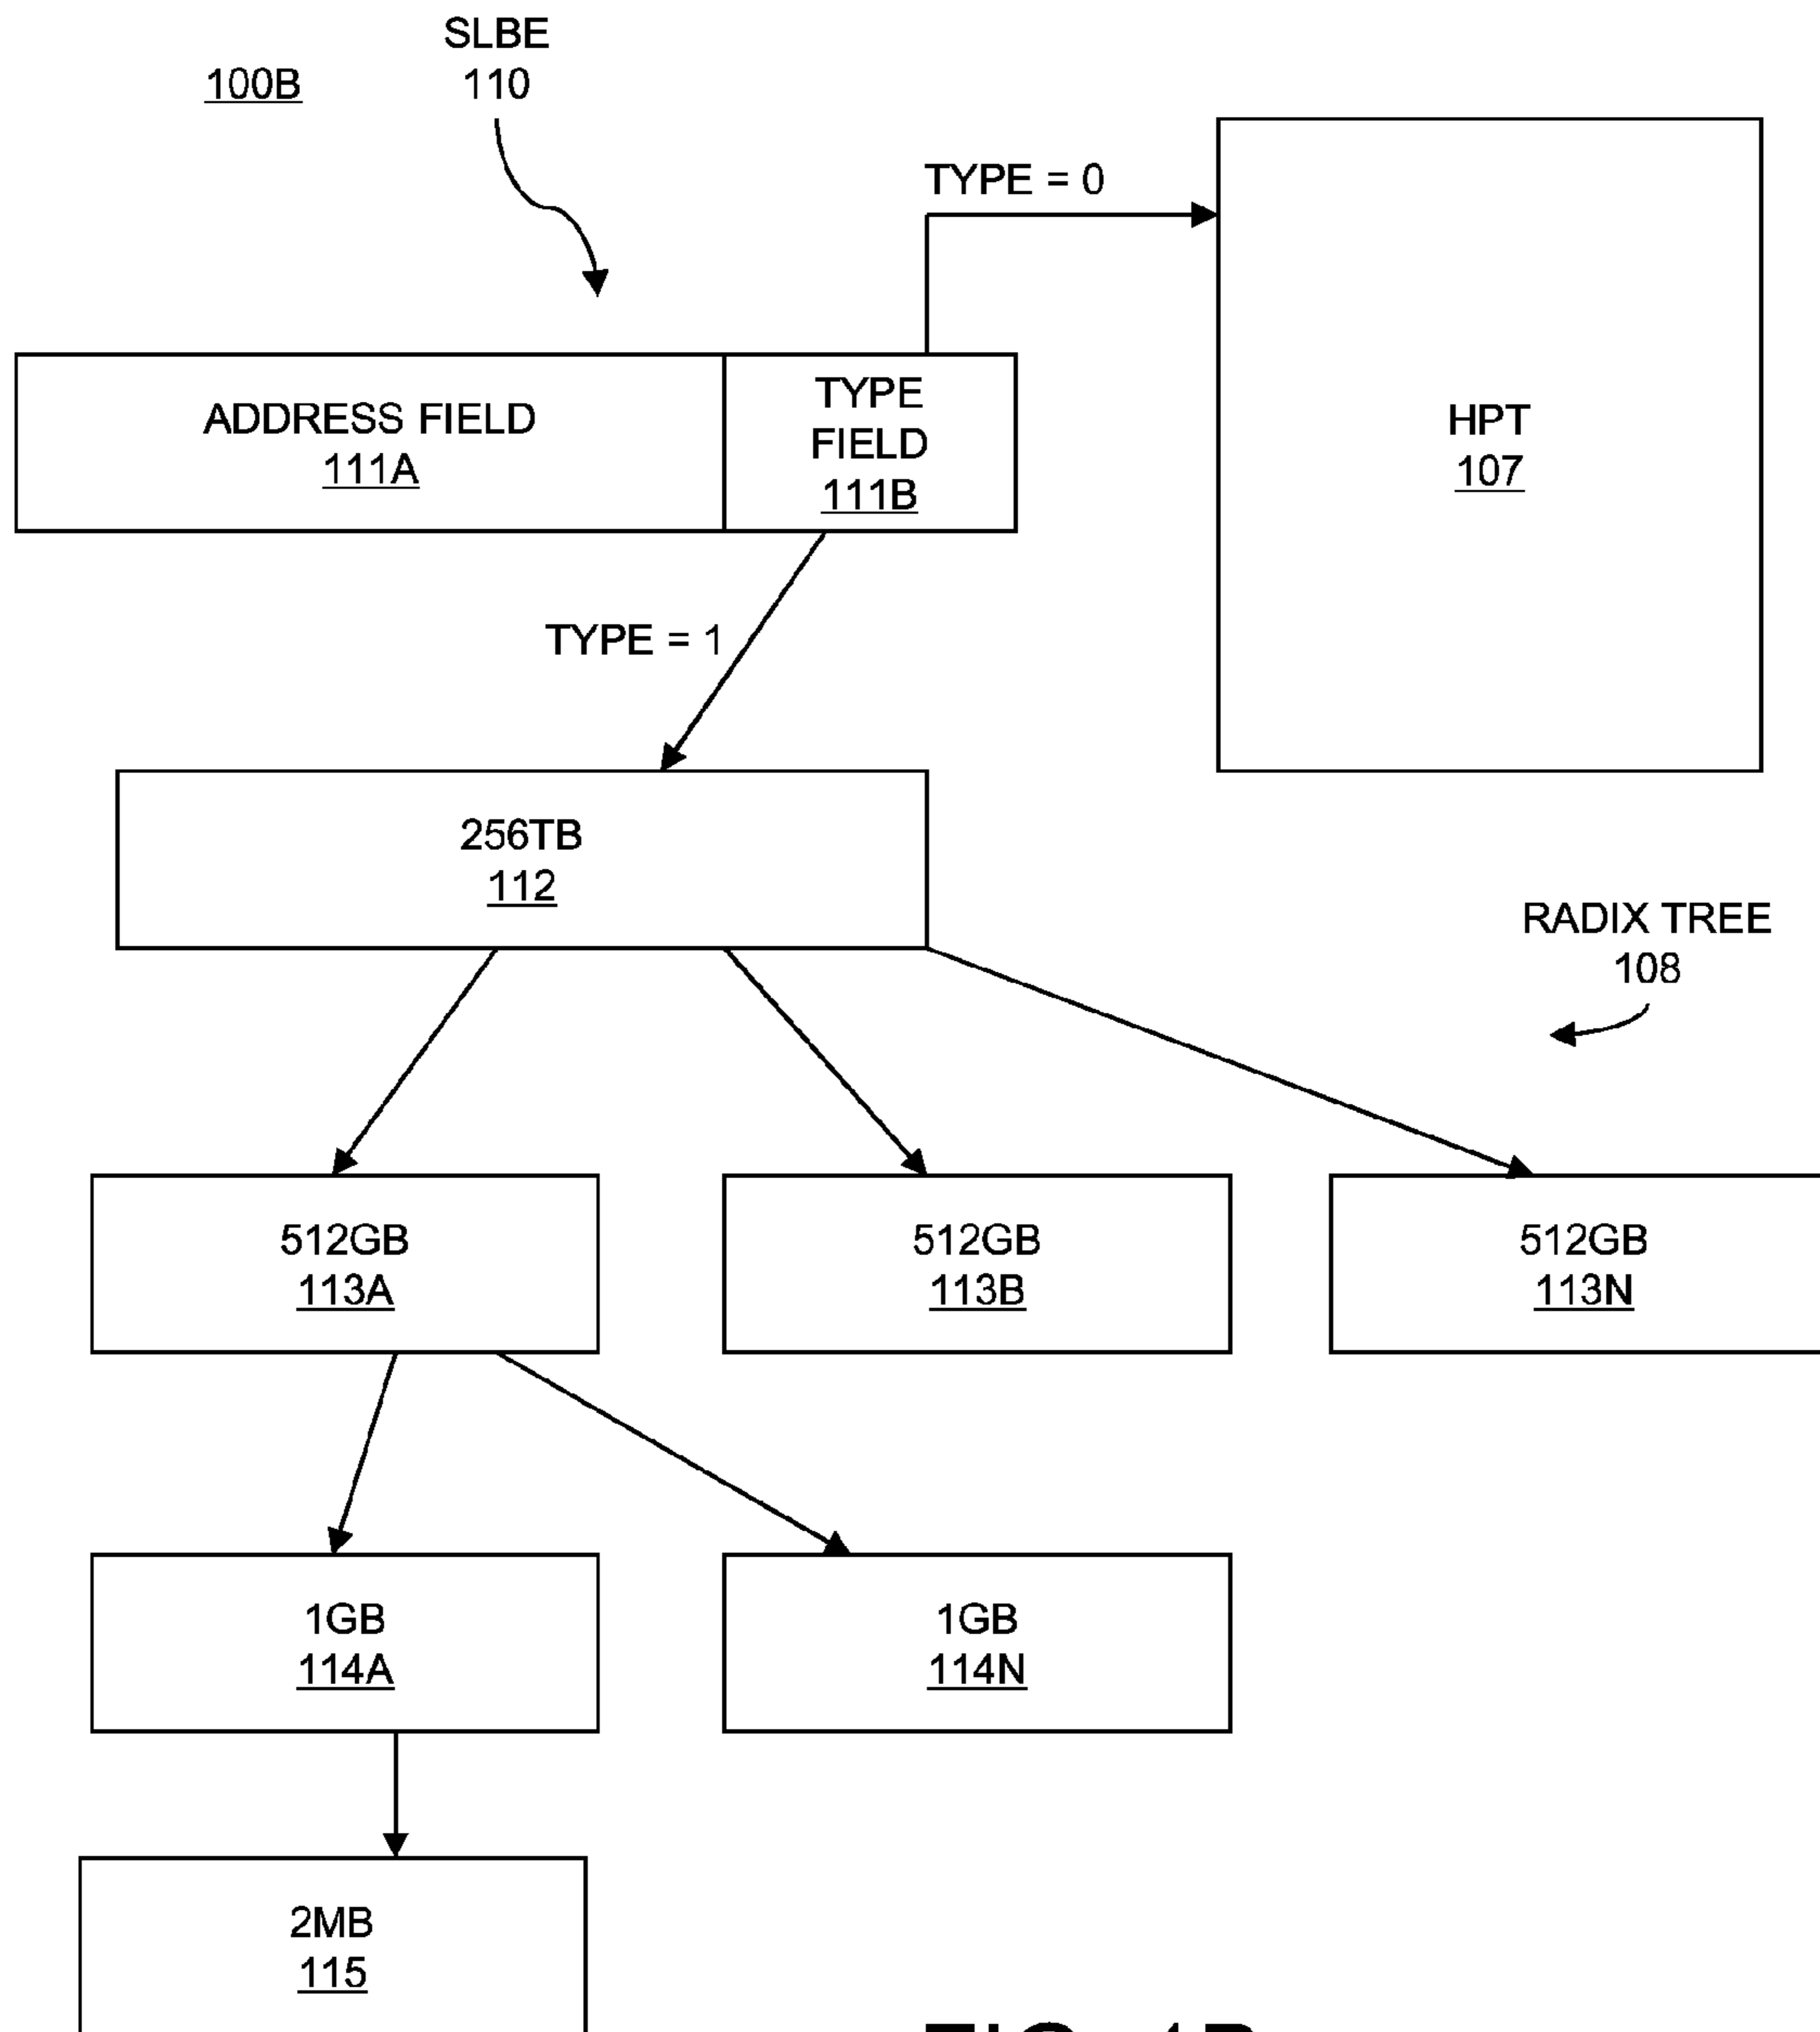 SLBE
110
100B
TYPE = 0
ADDRESS FIELD
111A
TYPE
FIELD
111B
HPT
107
TYPE = 1
256TB
112
RADIX TREE
108
512GB
113A
512GB
113B
512GB
113N
1GB
114A
1GB
114N
2MB
115